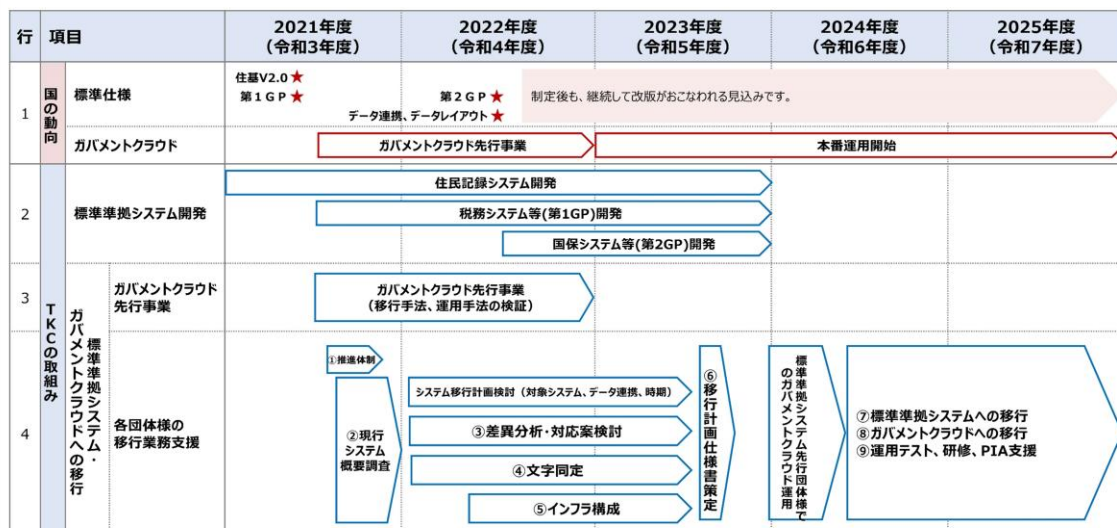 行
項目
2021年度
(令和3年度)
2022年度
(令和4年度)
2023年度
(令和5年度)
2024年度
(令和6年度)
2025年度
(令和7年度)
1
国の動向
標準仕様
住基V2.0★
第1GP★
第2GP★
データ連携、データレイアウト★
制定後も、継続して改版がおこなわれる見込みです。
ガバメントクラウド
ガバメントクラウド先行事業
本番運用開始
TKCの取組み
2
標準準拠システム開発
住民記録システム開発
税務システム等(第1GP)開発
国保システム等(第2GP)開発
標準準拠システム・
ガバメントクラウドへの移行
3
ガバメントクラウド
先行事業
ガバメントクラウド先行事業
(移行手法、運用手法の検証)
4
各団体様の
移行業務支援
①推進体制
②現行
システム
概要調査
システム移行計画検討(対象システム、データ連携、時期)
③差異分析・対応案検討
④文字同定
⑤インフラ構成
⑥移行計画仕様書策定
標準準拠システム先行団体様で
のガバメントクラウド運用
⑦標準準拠システムへの移行
⑧ガバメントクラウドへの移行
⑨運用テスト、研修、PIA支援